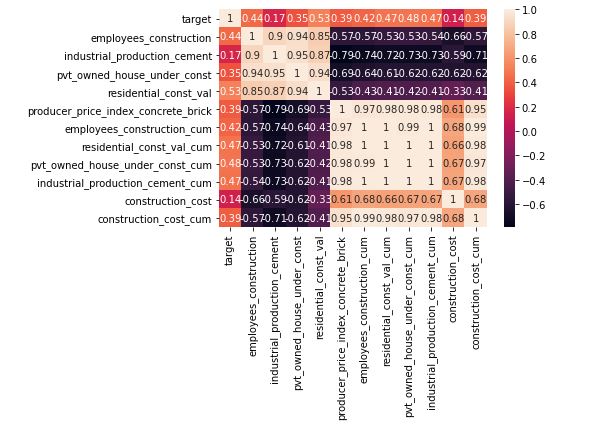 target 1 0.44 0.17 0.35 0.53 0.39 0.42 0.47 0.48 0.47 0.14 0.39
employees_construction 0.44 1 0.9 0.94 0.85 -0.57 -0.57 -0.53 -0.53 -0.54 -0.66 -0.57
industrial_production_cement 0.17 0.9 1 0.95 0.87 -0.79 -0.74 -0.72 -0.73 -0.73 -0.59 -0.71
pvt_owned_house_under_const 0.35 0.94 0.95 1 0.94 -0.69 -0.64 -0.61 -0.62 -0.62 -0.62 -0.62
residential_const_val 0.53 0.85 0.87 0.94 1 -0.53 -0.43 -0.41 -0.42 -0.41 -0.33 -0.41
producer_price_index_concrete_brick 0.39 -0.57 -0.79 -0.69 -0.53 1 0.97 0.98 0.98 0.98 0.61 0.95
employees_construction_cum 0.42 -0.57 -0.74 -0.64 -0.43 0.97 1 1 0.99 1 0.68 0.99
residential_const_val_cum 0.47 -0.53 -0.72 -0.61 -0.41 0.98 1 1 1 1 0.66 0.98
pvt_owned_house_under_const_cum 0.48 -0.53 -0.73 -0.62 -0.42 0.98 0.99 1 1 1 0.67 0.97
industrial_production_cement_cum 0.47 -0.54 -0.73 -0.62 -0.41 0.98 1 1 1 1 0.67 0.98
construction_cost 0.14 -0.66 -0.59 -0.62 -0.33 0.61 0.68 0.66 0.67 0.67 1 0.68
construction_cost_cum 0.39 -0.57 -0.71 -0.62 -0.41 0.95 0.99 0.98 0.97 0.98 0.68 1
target
employees_construction
industrial_production_cement
pvt_owned_house_under_const
residential_const_val
producer_price_index_concrete_brick
employees_construction_cum
residential_const_val_cum
pvt_owned_house_under_const_cum
industrial_production_cement_cum
construction_cost
construction_cost_cum
1.0
0.8
0.6
0.4
0.2
0.0
−0.2
−0.4
−0.6